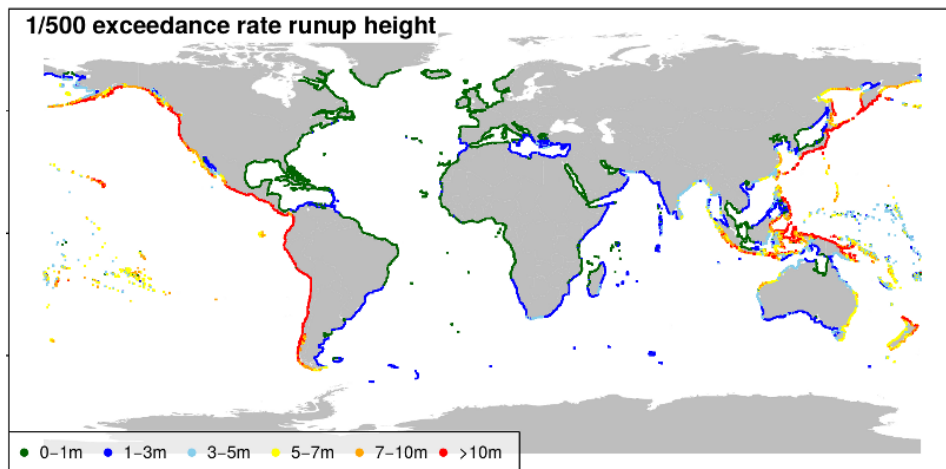 1/500 exceedance rate runup height
0−1m 1−3m 3−5m 5−7m 7−10m >10m